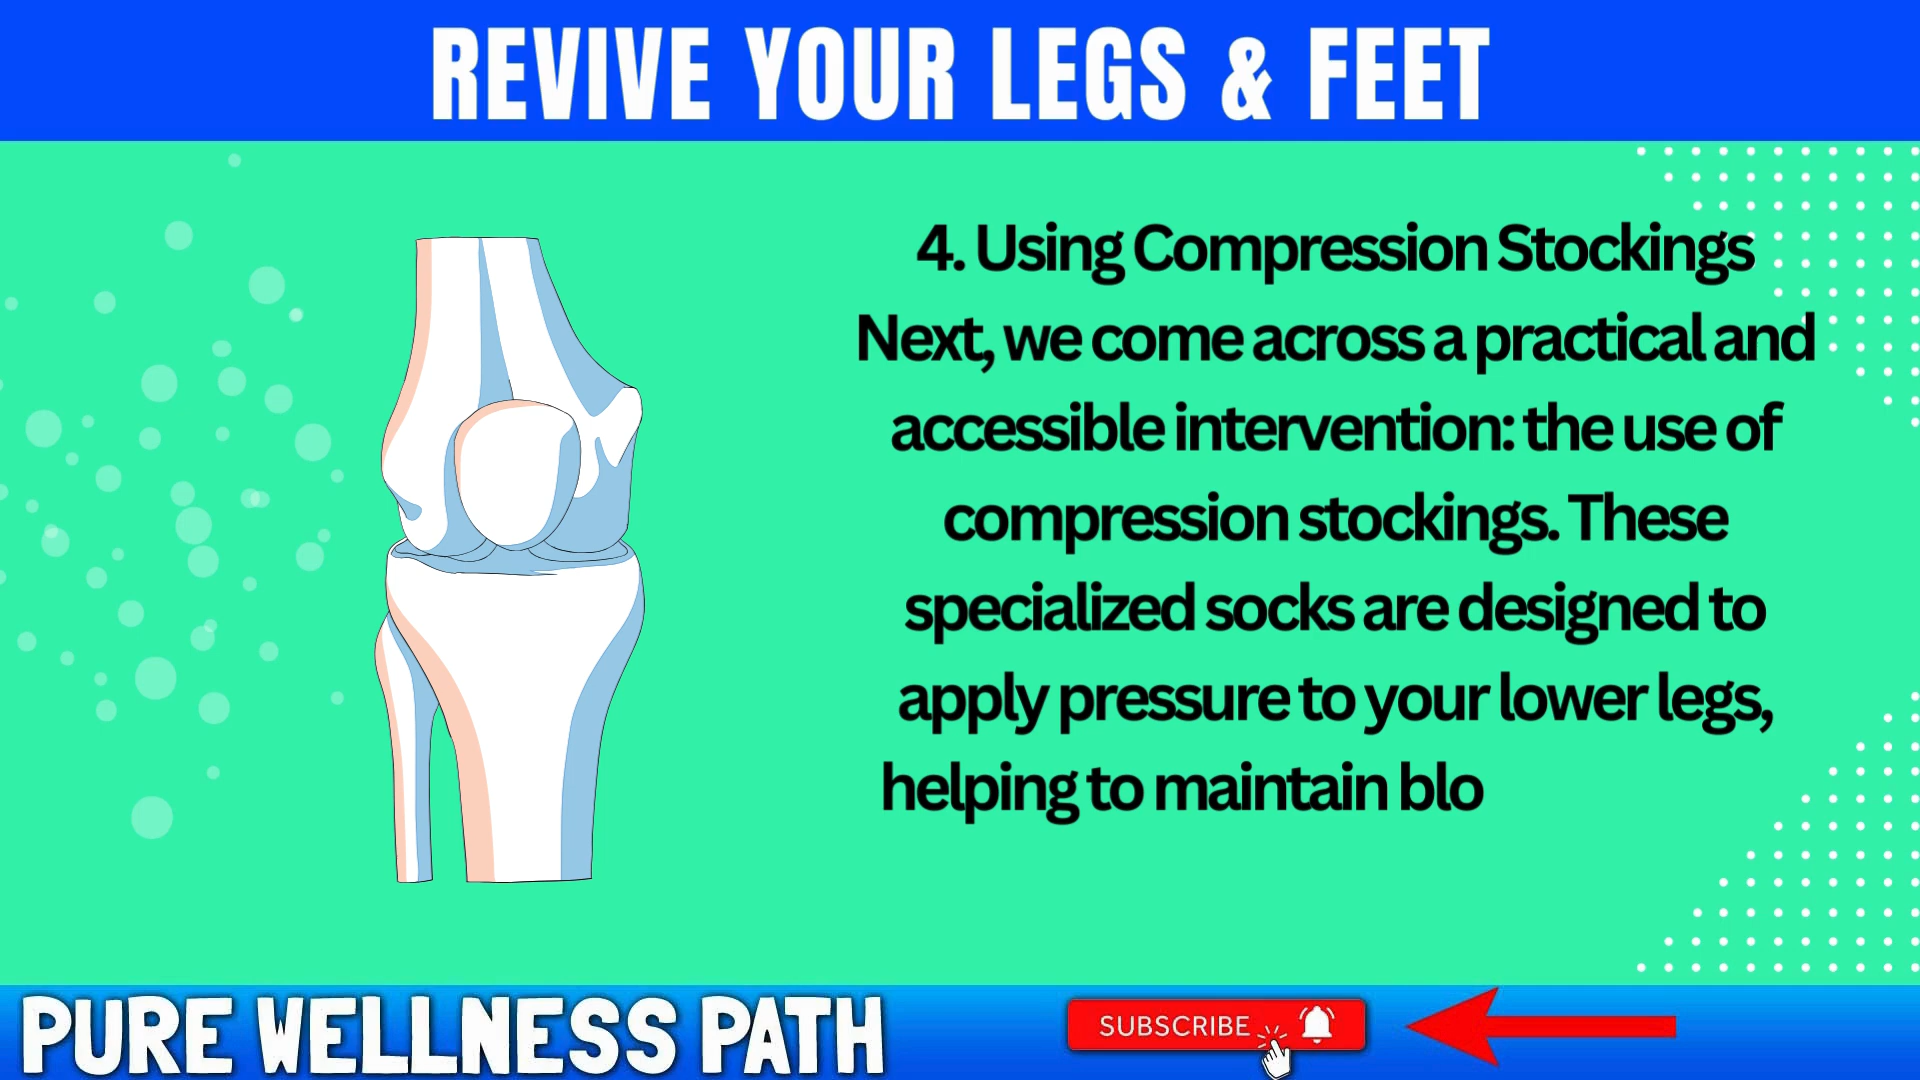 REVIVE YOUR LEGS & FEET
4. Using Compression Stockings
Next, we come across a practical and
accessible intervention: the use of
compression stockings. These
specialized socks are designed to
apply pressure to your lower legs,
helping to maintain blo
PURE WELLNESS PATH
SUBSCRIBE